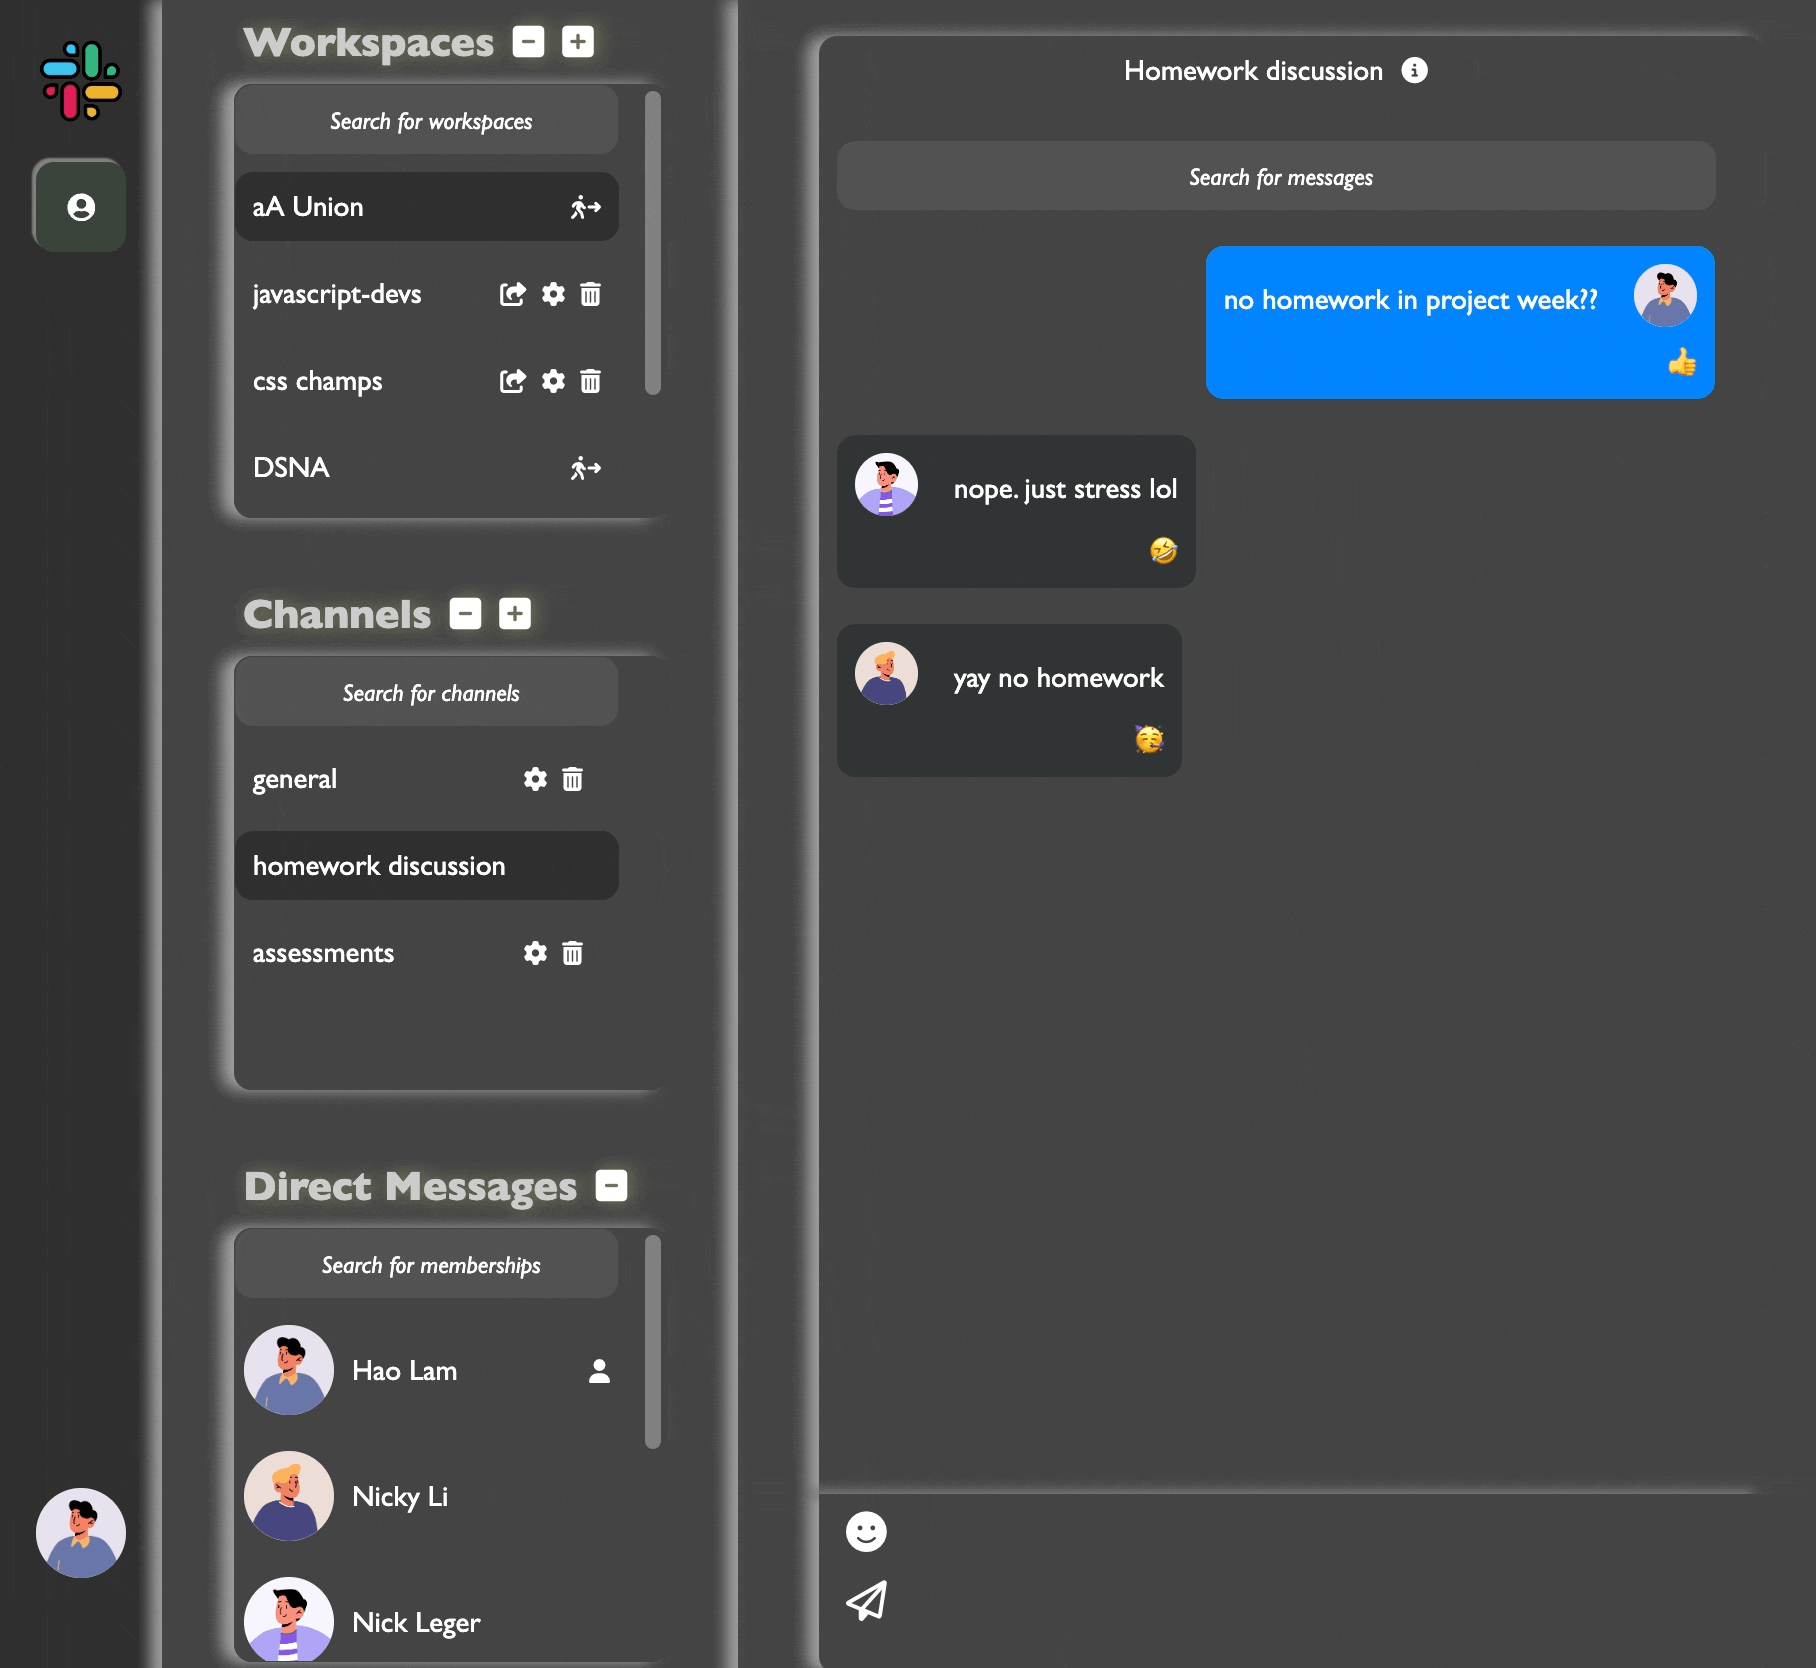 Workspaces
Search for workspaces
aA Union
javascript-devs
css champs
DSNA
Channels
Search for channels
general
homework discussion
assessments
Direct Messages
Search for memberships
Hao Lam
Nicky Li
Nick Leger
Homework discussion
Search for messages
no homework in project week??
👍
nope. just stress lol
🤣
yay no homework
🥳